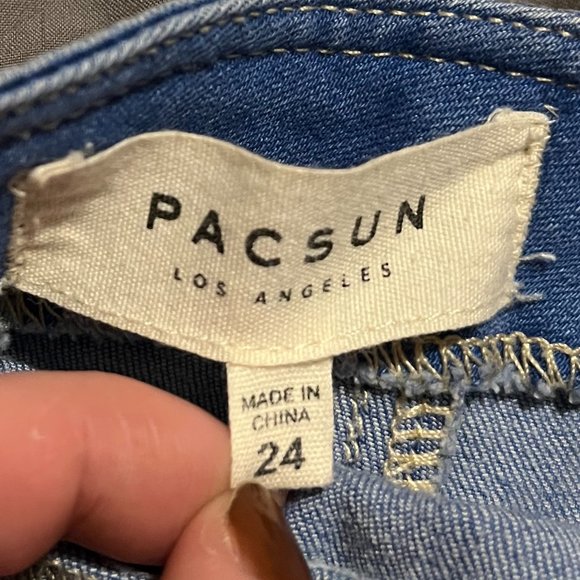 PACSUN
LOS ANGELES
MADE IN
CHINA
24